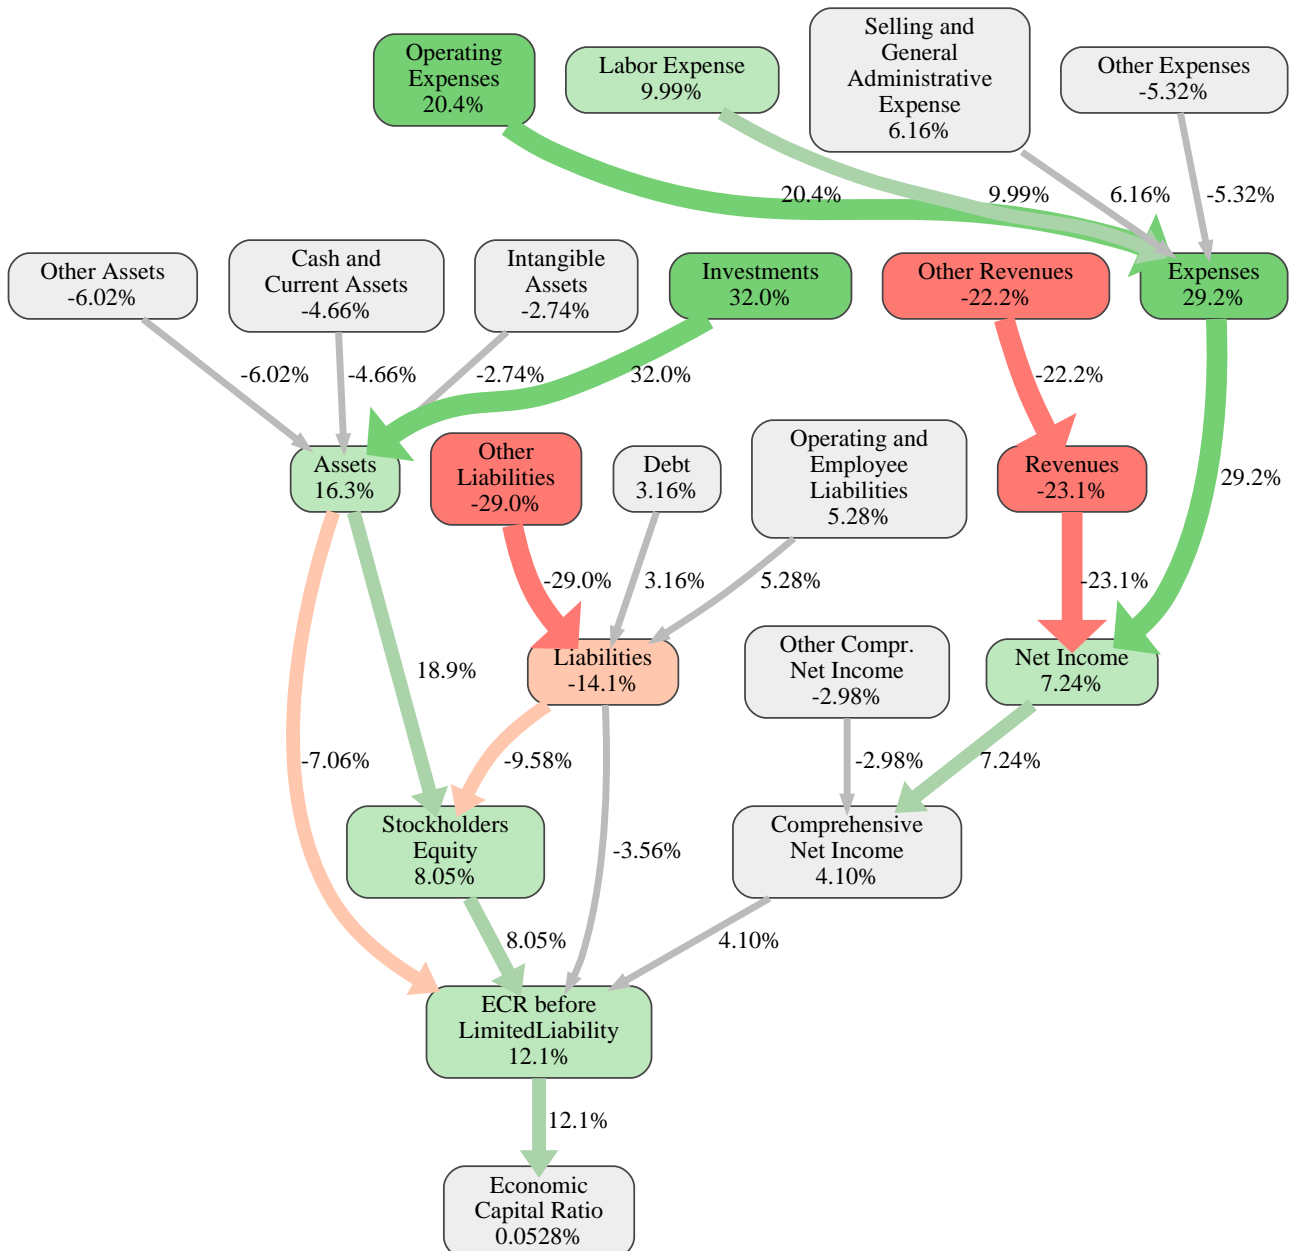 Operating
Expenses
20.4%
Labor Expense
9.99%
Selling and
General
Administrative
Expense
6.16%
Other Expenses
-5.32%
20.4%
9.99%
6.16%
-5.32%
Other Assets
-6.02%
Cash and
Current Assets
-4.66%
Intangible
Assets
-2.74%
Investments
32.0%
Other Revenues
-22.2%
Expenses
29.2%
-6.02%
-4.66%
-2.74%
32.0%
-22.2%
Assets
16.3%
Other
Liabilities
-29.0%
Debt
3.16%
Operating and
Employee
Liabilities
5.28%
Revenues
-23.1%
29.2%
-29.0%
3.16%
5.28%
-23.1%
Liabilities
-14.1%
Other Compr.
Net Income
-2.98%
Net Income
7.24%
18.9%
-7.06%
-9.58%
-2.98%
7.24%
Stockholders
Equity
8.05%
-3.56%
Comprehensive
Net Income
4.10%
8.05%
4.10%
ECR before
LimitedLiability
12.1%
12.1%
Economic
Capital Ratio
0.0528%